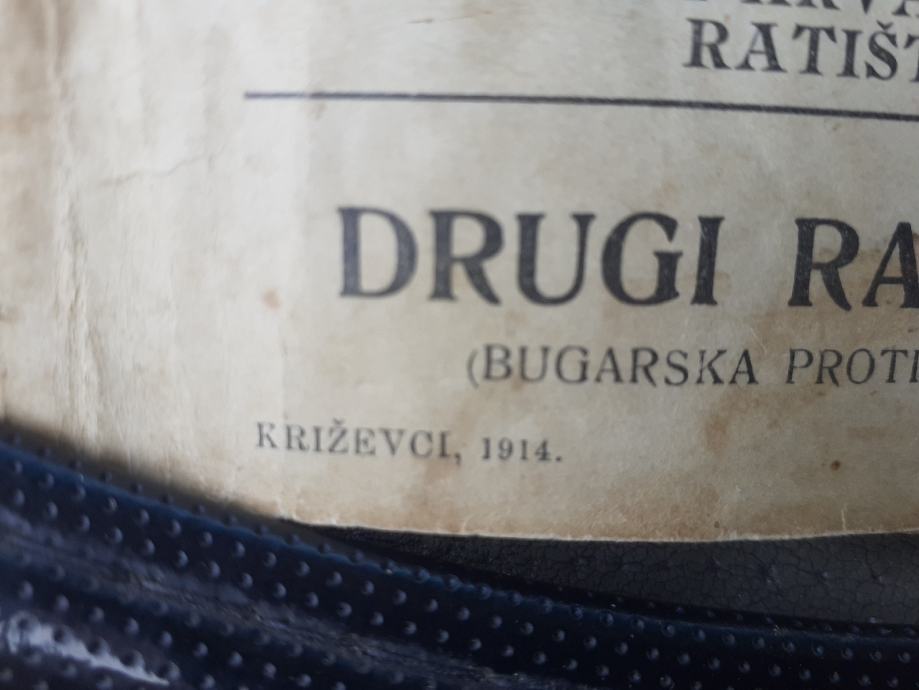 RATIŠT
DRUGI RA
(BUGARSKA PROTI
KRIŽEVCI, 1914.